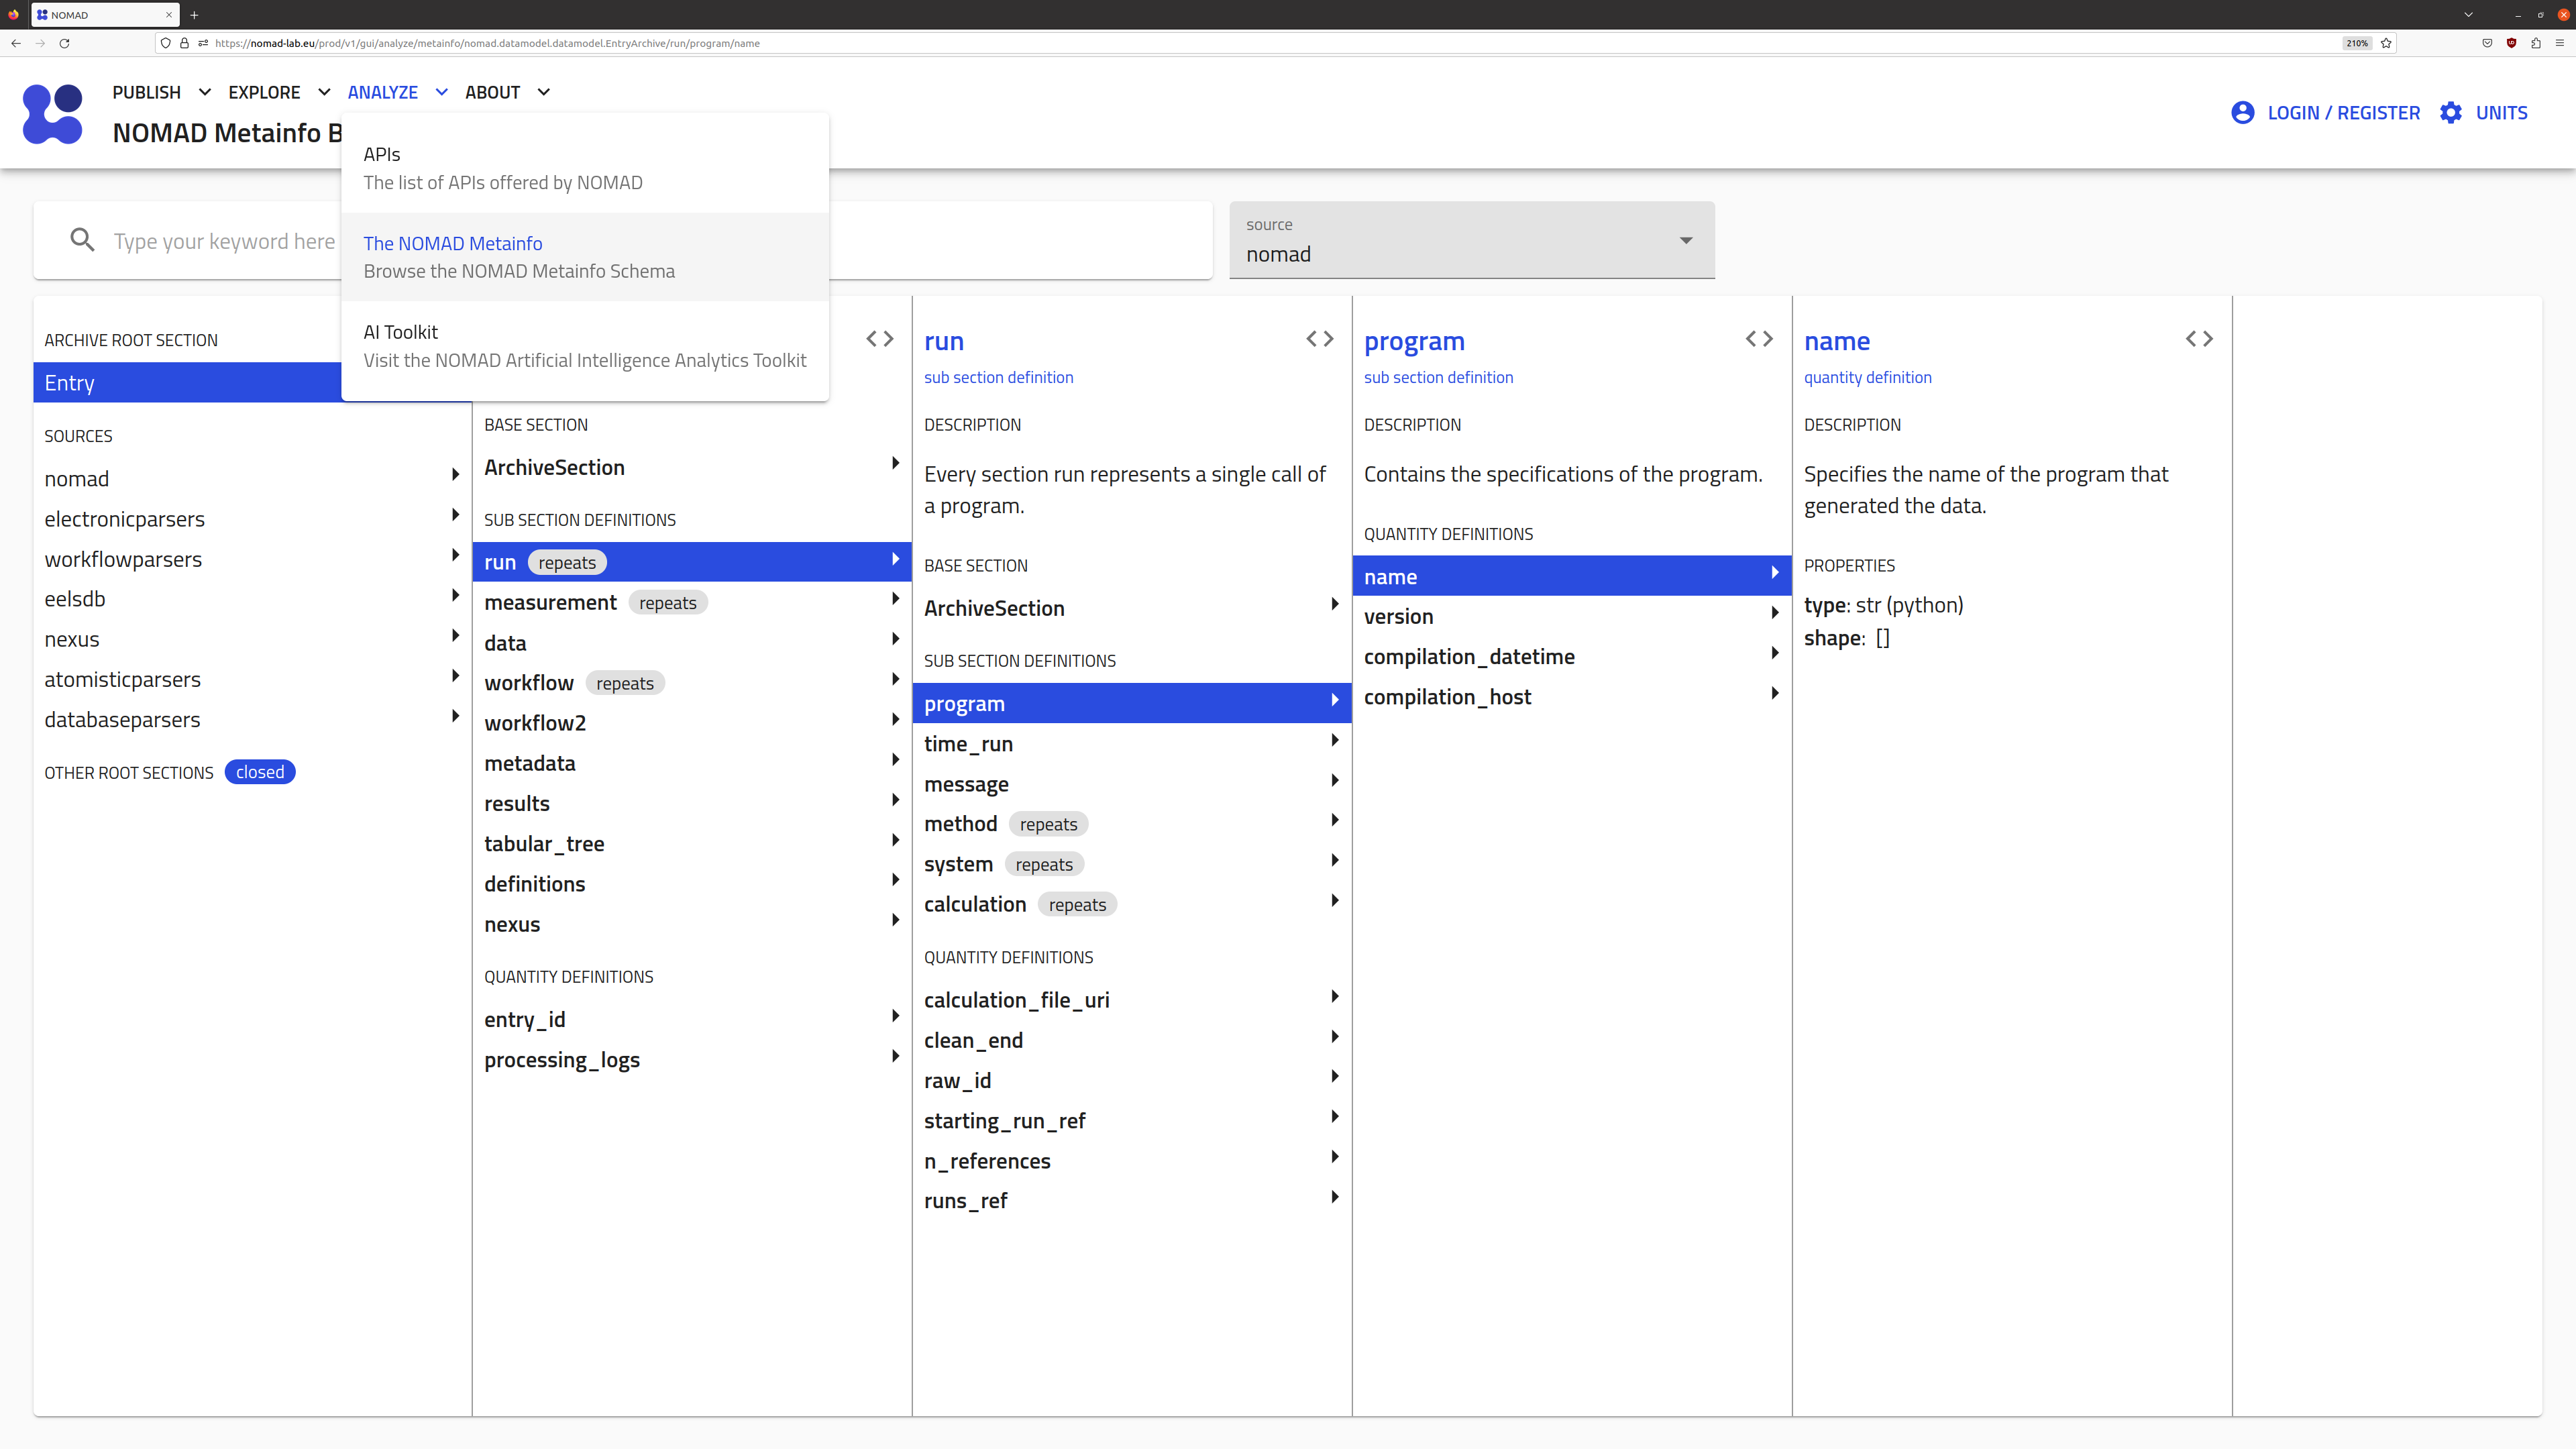 NOMAD
https://nomad-lab.eu/prod/v1/gui/analyze/metainfo/nomad.datamodel.datamodel.EntryArchive/run/program/name
210%
PUBLISH EXPLORE ANALYZE ABOUT
NOMAD Metainfo B
LOGIN / REGISTER UNITS
APIs
The list of APIs offered by NOMAD
The NOMAD Metainfo
Browse the NOMAD Metainfo Schema
AI Toolkit
Visit the NOMAD Artificial Intelligence Analytics Toolkit
Type your keyword here
source
nomad
ARCHIVE ROOT SECTION
Entry
SOURCES
nomad
electronicparsers
workflowparsers
eelsdb
nexus
atomisticparsers
databaseparsers
OTHER ROOT SECTIONS closed
BASE SECTION
ArchiveSection
SUB SECTION DEFINITIONS
run repeats
measurement repeats
data
workflow repeats
workflow2
metadata
results
tabular_tree
definitions
nexus
QUANTITY DEFINITIONS
entry_id
processing_logs
run
sub section definition
DESCRIPTION
Every section run represents a single call of
a program.
BASE SECTION
ArchiveSection
SUB SECTION DEFINITIONS
program
time_run
message
method repeats
system repeats
calculation repeats
QUANTITY DEFINITIONS
calculation_file_uri
clean_end
raw_id
starting_run_ref
n_references
runs_ref
program
sub section definition
DESCRIPTION
Contains the specifications of the program.
QUANTITY DEFINITIONS
name
version
compilation_datetime
compilation_host
name
quantity definition
DESCRIPTION
Specifies the name of the program that
generated the data.
PROPERTIES
type: str (python)
shape: []